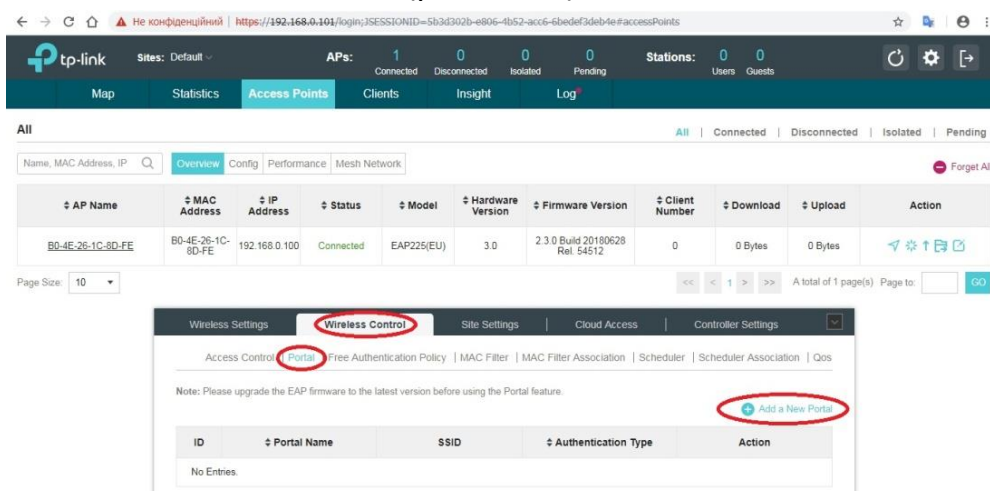 Не конфіденційний | https://192.168.0.101/login;JSESSIONID=5b3d302b-e806-4b52-acc6-6bedef3deb4e#accessPoints
tp-link Sites: Default APs: 1 Connected 0 Disconnected 0 Isolated 0 Pending Stations: 0 Users 0 Guests
Map Statistics Access Points Clients Insight Log
All All | Connected | Disconnected | Isolated | Pending
Name, MAC Address, IP Overview Config Performance Mesh Network Forget Al
AP Name MAC Address IP Address Status Model Hardware Version Firmware Version Client Number Download Upload Action
B0-4E-26-1C-8D-FE B0-4E-26-1C-8D-FE 192.168.0.100 Connected EAP225(EU) 3.0 2.3.0 Build 20180628 Rel. 54512 0 0 Bytes 0 Bytes
Page Size: 10 << < 1 > >> A total of 1 page(s) Page to: GO
Wireless Settings Wireless Control Site Settings | Cloud Access | Controller Settings
Access Control | Portal | Free Authentication Policy | MAC Filter | MAC Filter Association | Scheduler | Scheduler Association | Qos
Note: Please upgrade the EAP firmware to the latest version before using the Portal feature.
Add a New Portal
ID Portal Name SSID Authentication Type Action
No Entries.